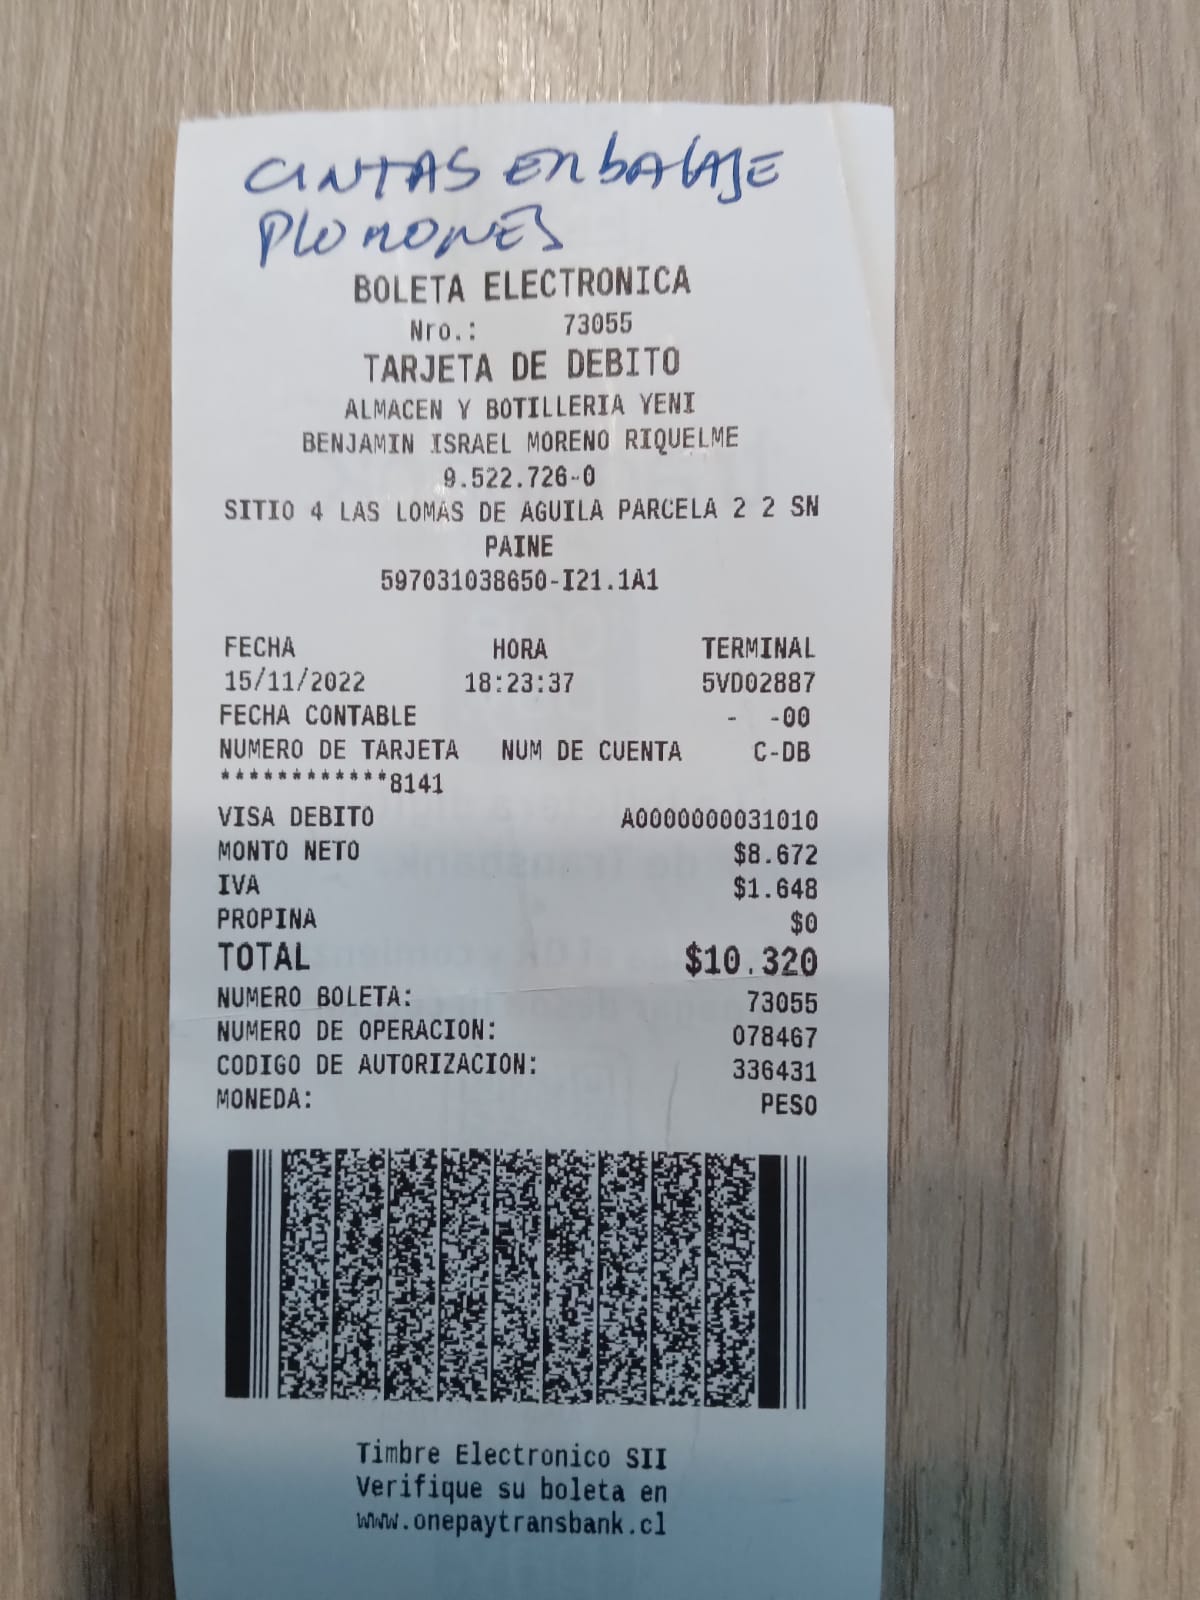 CINTAS EMBALAJE
PLUMONES
BOLETA ELECTRONICA
Nro.: 73055
TARJETA DE DEBITO
ALMACEN Y BOTILLERIA YENI
BENJAMIN ISRAEL MORENO RIQUELME
9.522.726-0
SITIO 4 LAS LOMAS DE AGUILA PARCELA 2 2 SN
PAINE
597031038650-I21.1A1
FECHA HORA TERMINAL
15/11/2022 18:23:37 5VD02887
FECHA CONTABLE - -00
NUMERO DE TARJETA NUM DE CUENTA C-DB
************8141
VISA DEBITO A0000000031010
MONTO NETO $8.672
IVA $1.648
PROPINA $0
TOTAL $10.320
NUMERO BOLETA: 73055
NUMERO DE OPERACION: 078467
CODIGO DE AUTORIZACION: 336431
MONEDA: PESO
Timbre Electronico SII
Verifique su boleta en
www.onepaytransbank.cl